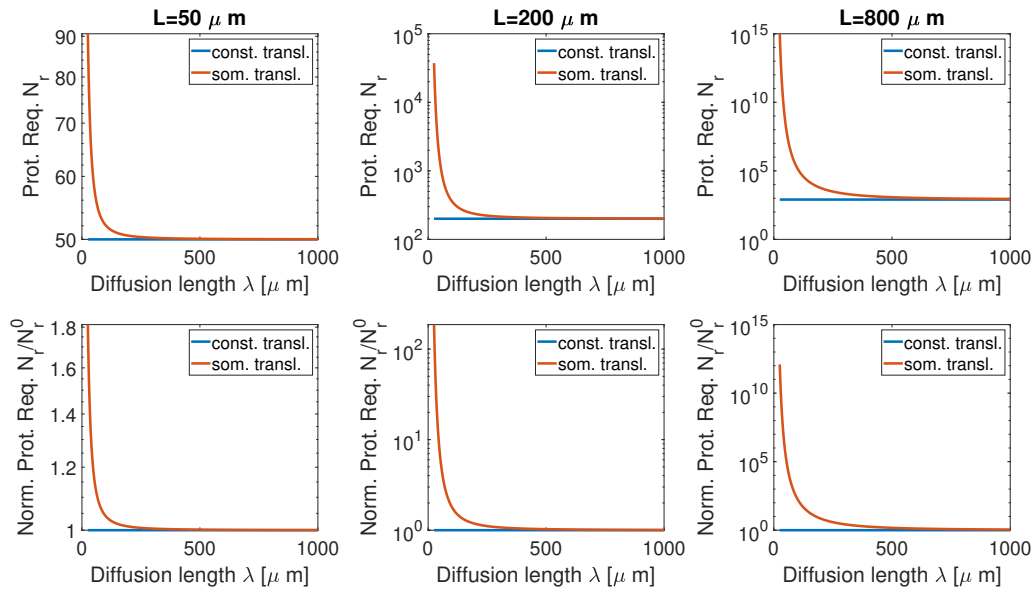 L=50 μ m
Prot. Req. N_r
90
80
70
60
50
0
500
1000
Diffusion length λ [μ m]
const. transl.
som. transl.
L=200 μ m
Prot. Req. N_r
10^5
10^4
10^3
10^2
0
500
1000
Diffusion length λ [μ m]
const. transl.
som. transl.
L=800 μ m
Prot. Req. N_r
10^15
10^10
10^5
10^0
0
500
1000
Diffusion length λ [μ m]
const. transl.
som. transl.
Norm. Prot. Req. N_r/N_r^0
1.8
1.6
1.4
1.2
1
0
500
1000
Diffusion length λ [μ m]
const. transl.
som. transl.
Norm. Prot. Req. N_r/N_r^0
10^2
10^1
10^0
0
500
1000
Diffusion length λ [μ m]
const. transl.
som. transl.
Norm. Prot. Req. N_r/N_r^0
10^15
10^10
10^5
10^0
0
500
1000
Diffusion length λ [μ m]
const. transl.
som. transl.